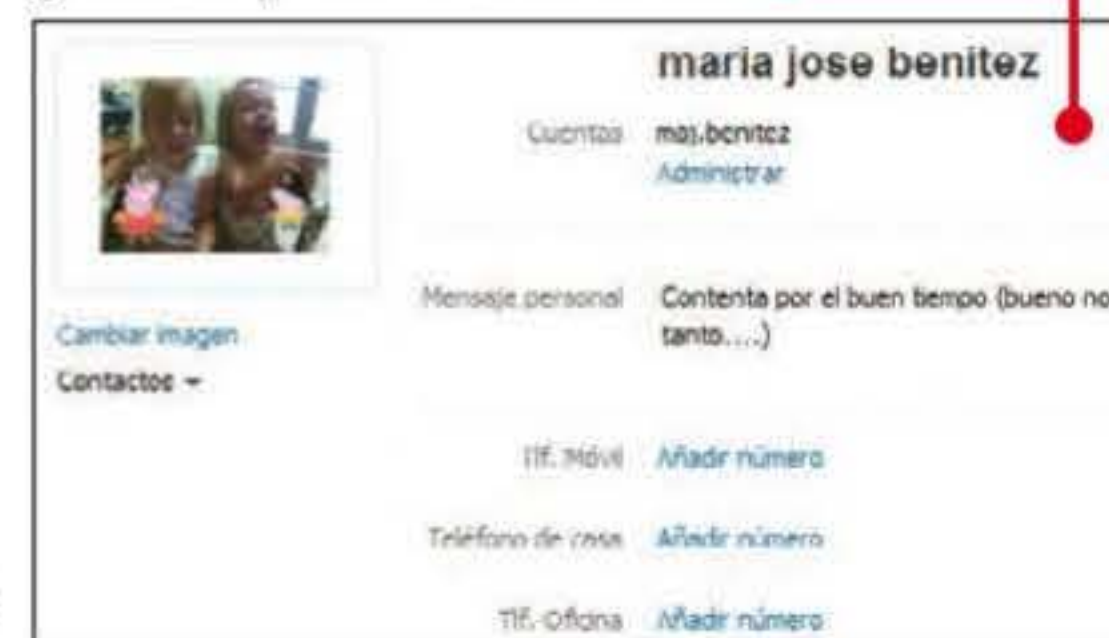 maria jose benitez
Cuentas maj.benitez
Administrar
Mensaje personal Contenta por el buen tiempo (bueno no
tanto....)
Cambiar imagen
Contactos
Tlf. Móvil Añadir número
Teléfono de casa Añadir número
Tlf. Oficina Añadir número